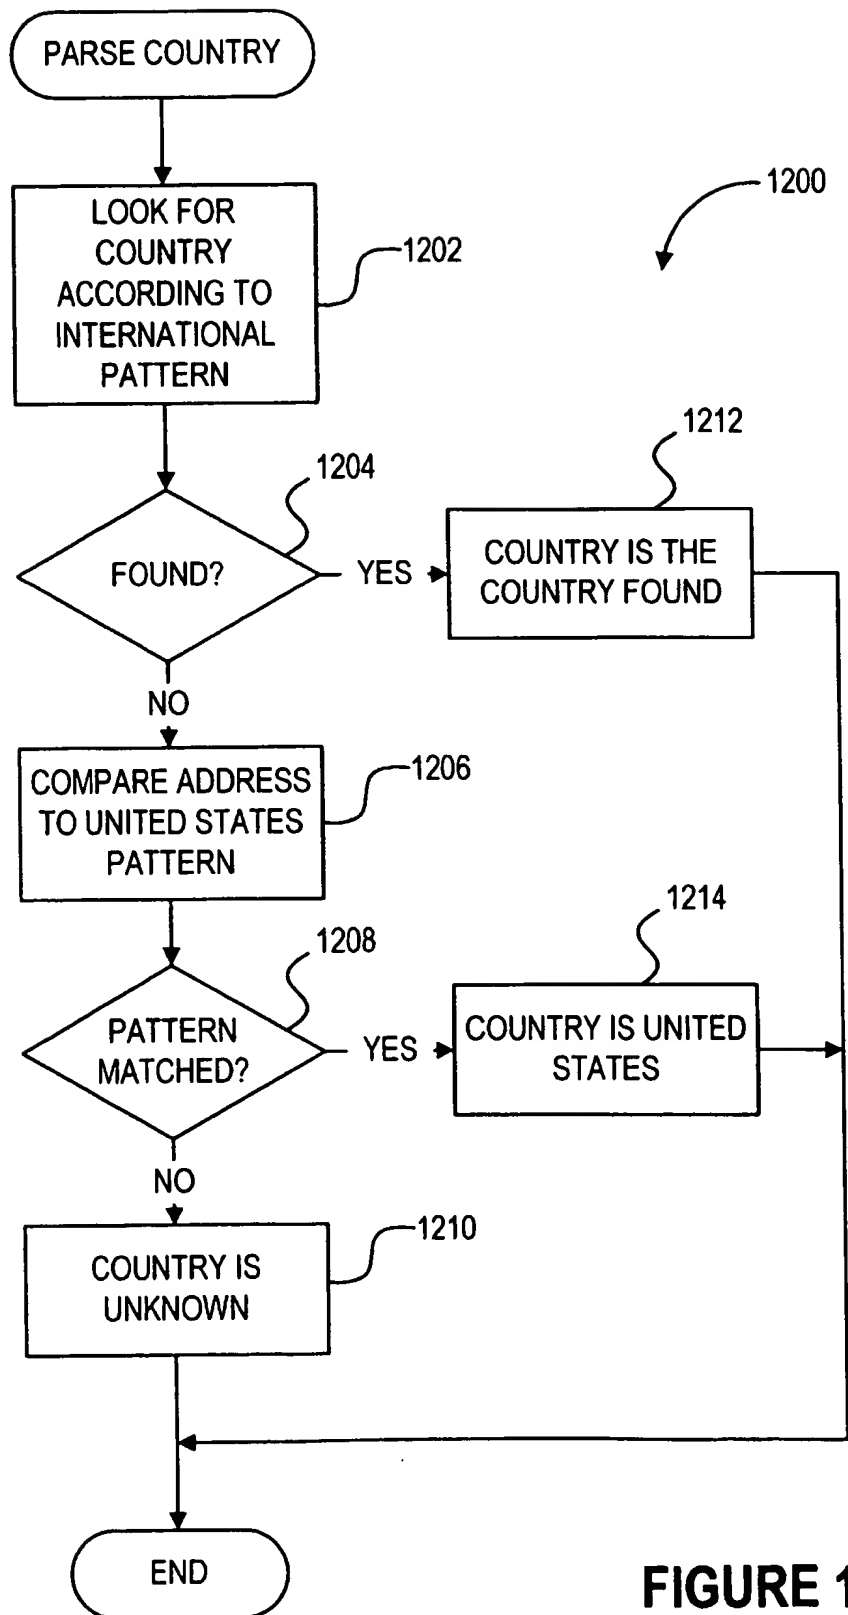 PARSE COUNTRY
1200
LOOK FOR
COUNTRY
ACCORDING TO
INTERNATIONAL
PATTERN
1202
1204
FOUND?
YES
1212
COUNTRY IS THE
COUNTRY FOUND
NO
COMPARE ADDRESS
TO UNITED STATES
PATTERN
1206
1208
PATTERN
MATCHED?
YES
1214
COUNTRY IS UNITED
STATES
NO
COUNTRY IS
UNKNOWN
1210
END
FIGURE 1